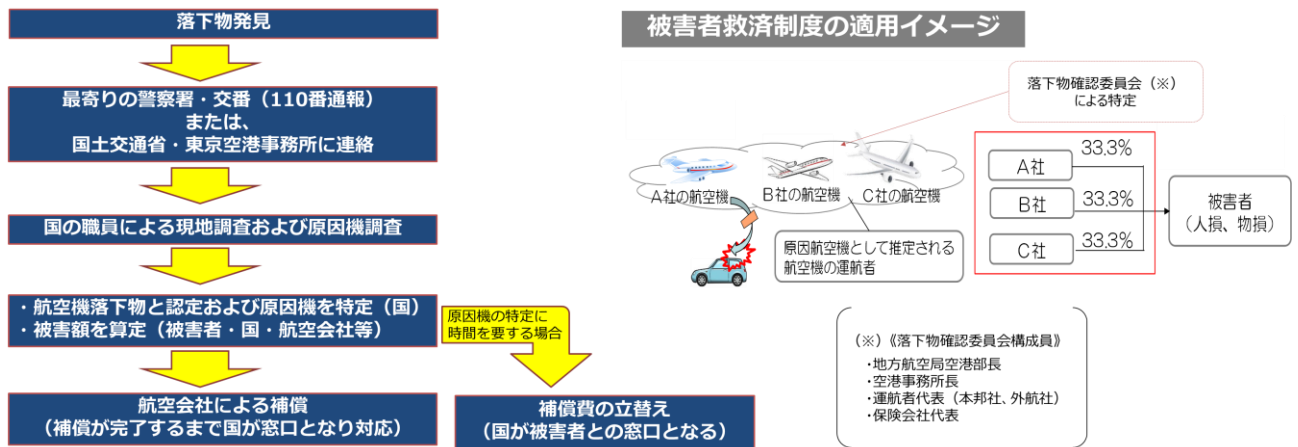 落下物発見
最寄りの警察署・交番（110番通報）
または、
国土交通省・東京空港事務所に連絡
国の職員による現地調査および原因機調査
・航空機落下物と認定および原因機を特定（国）
・被害額を算定（被害者・国・航空会社等）
原因機の特定に
時間を要する場合
航空会社による補償
（補償が完了するまで国が窓口となり対応）
補償費の立替え
（国が被害者との窓口となる）
被害者救済制度の適用イメージ
落下物確認委員会（※）
による特定
A社の航空機
B社の航空機
C社の航空機
原因航空機として推定される
航空機の運航者
A社
33.3%
B社
33.3%
C社
33.3%
被害者
（人損、物損）
（※）《落下物確認委員会構成員》
・地方航空局空港部長
・空港事務所長
・運航者代表（本邦社、外航社）
・保険会社代表